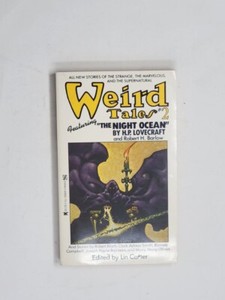 ALL-NEW STORIES OF THE STRANGE, THE MARVELLOUS, AND THE SUPERNATURAL
Weird
Tales #2
Featuring "THE NIGHT OCEAN"
BY H.P. LOVECRAFT
and Robert H. Barlow
Edited by Lin Carter